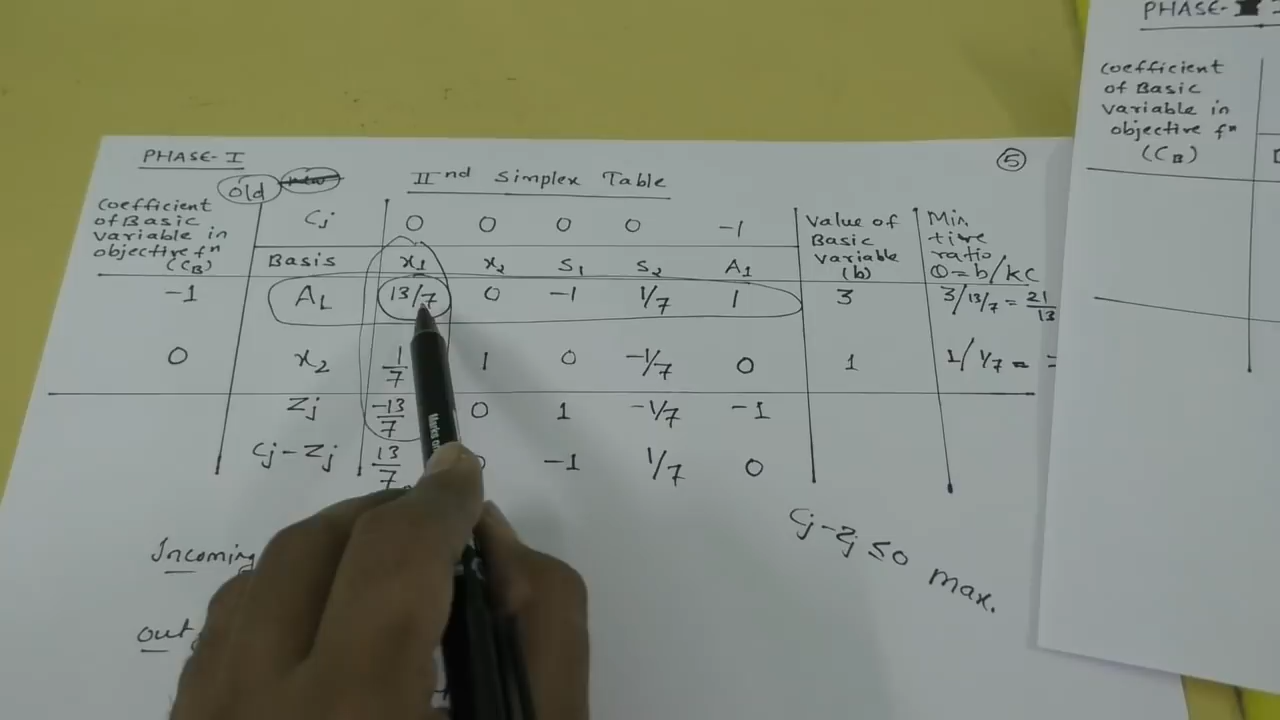 PHASE-I
old
IInd Simplex Table
5
Coefficient of Basic variable in objective fn (CB)
Cj 0 0 0 0 -1
Value of Basic Variable (b)
Min tive ratio θ=b/KC
Basis x1 x2 S1 S2 A1
-1 A1 13/7 0 -1 1/7 1 3 3/13/7 = 21/13
0 x2 1/7 1 0 -1/7 0 1 1/1/7 =
Zj -13/7 0 1 -1/7 -1
Cj-Zj 13/7 -1 1/7 0
Cj-Zj ≤0 max.
Incoming
out
PHASE-
Coefficient of Basic variable in objective fn (CB)